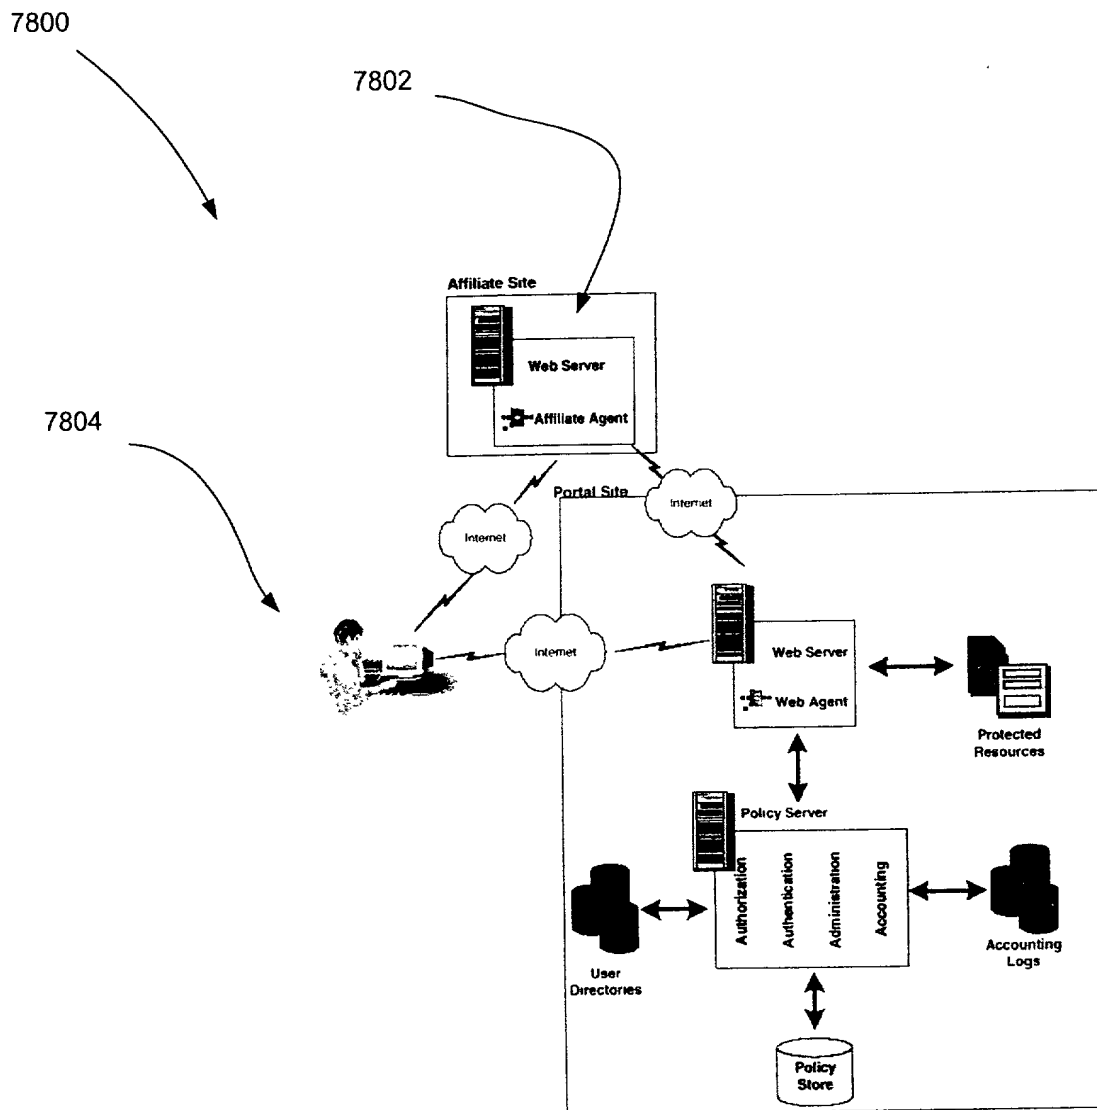 7800
7802
Affiliate Site
Web Server
Affiliate Agent
7804
Portal Site
Internet
Internet
Internet
Web Server
Web Agent
Protected
Resources
Policy Server
Authorization
Authentication
Administration
Accounting
User
Directories
Accounting
Logs
Policy
Store